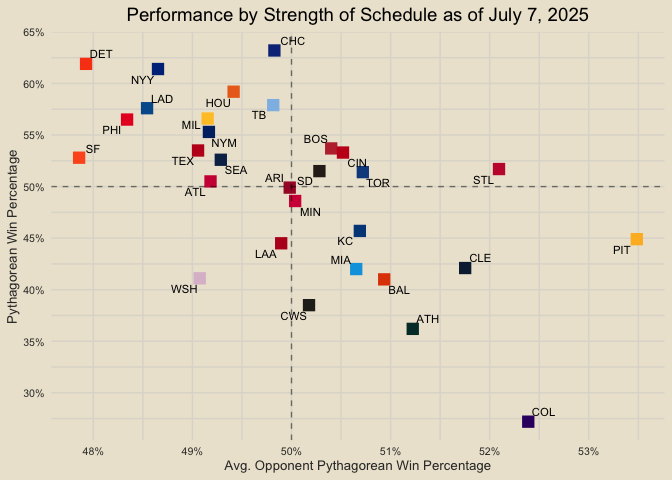 Performance by Strength of Schedule as of July 7, 2025
65%
CHC
DET
NYY
60%
LAD
HOU
TB
PHI
MIL
NYM
55%
BOS
SF
TEX
SEA
CIN
STL
ATL
ARI
SD
TOR
50%
MIN
KC
PIT
45%
LAA
MIA
CLE
WSH
BAL
40%
CWS
ATH
35%
30%
COL
48%
49%
50%
51%
52%
53%
Avg. Opponent Pythagorean Win Percentage
Pythagorean Win Percentage